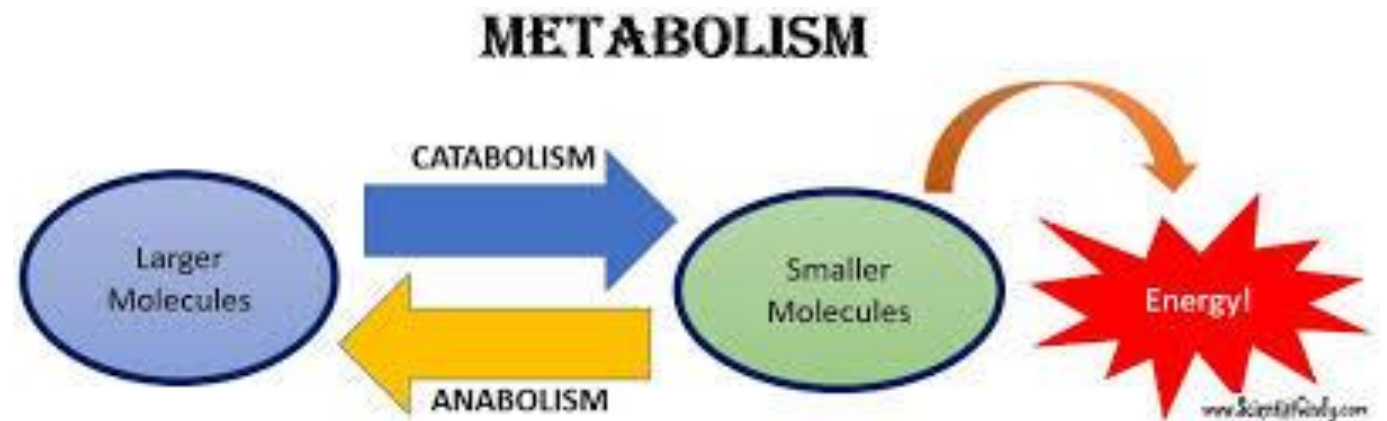 METABOLISM
CATABOLISM
Larger
Molecules
Smaller
Molecules
Energy!
ANABOLISM